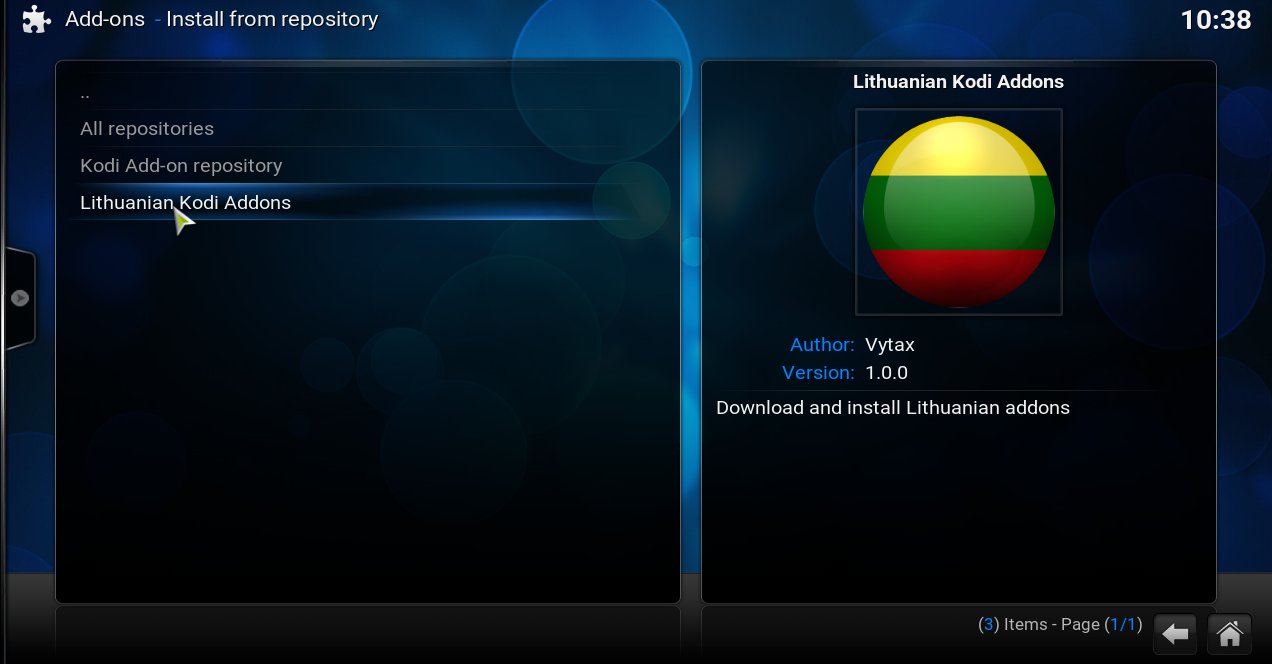 Add-ons - Install from repository
10:38
..
All repositories
Kodi Add-on repository
Lithuanian Kodi Addons
Lithuanian Kodi Addons
Author: Vytax
Version: 1.0.0
Download and install Lithuanian addons
(3) Items - Page (1/1)